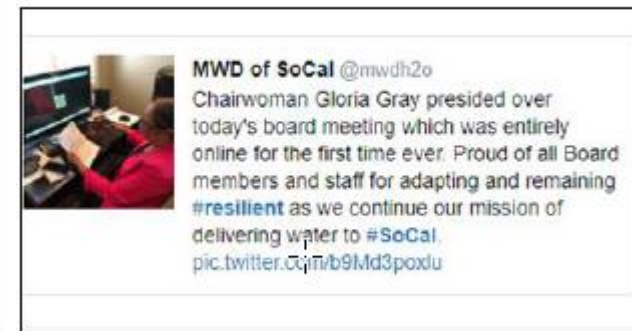 MWD of SoCal @mwdh2o
Chairwoman Gloria Gray presided over
today's board meeting which was entirely
online for the first time ever. Proud of all Board
members and staff for adapting and remaining
#resilient as we continue our mission of
delivering water to #SoCal.
pic.twitter.com/b9Md3poxlu